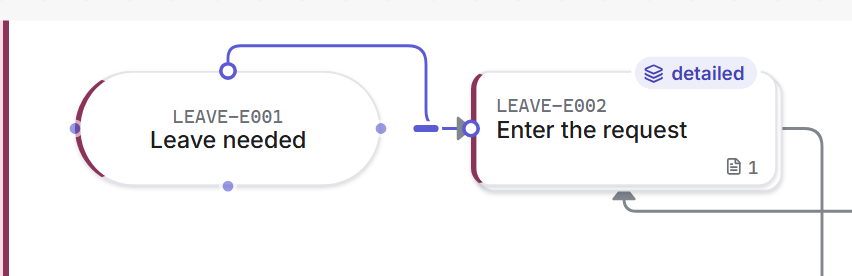 detailed
LEAVE-E001
Leave needed
LEAVE-E002
Enter the request
1